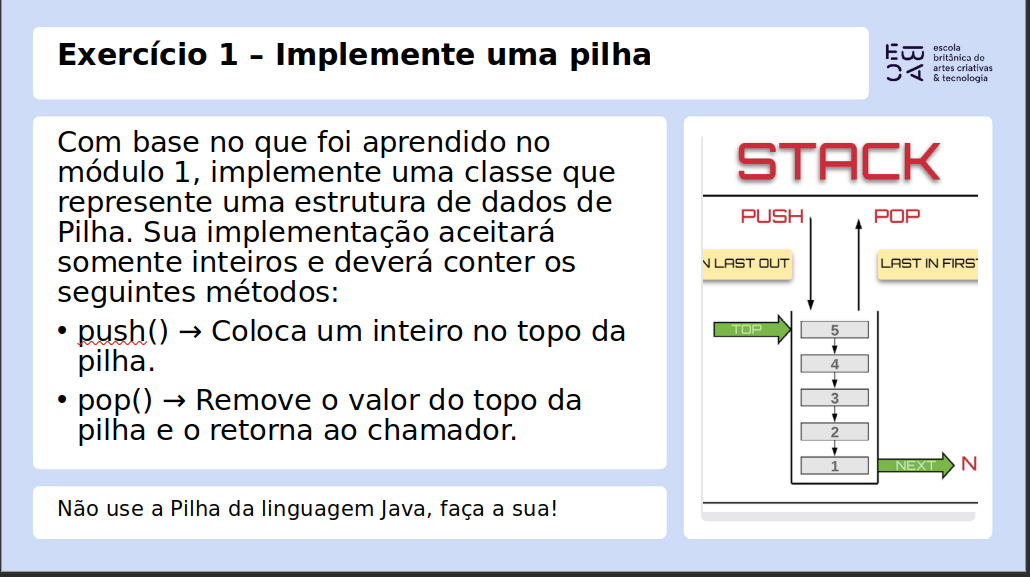 Exercício 1 – Implemente uma pilha
escola
britânica de
artes criativas
& tecnologia
Com base no que foi aprendido no
módulo 1, implemente uma classe que
represente uma estrutura de dados de
Pilha. Sua implementação aceitará
somente inteiros e deverá conter os
seguintes métodos:
• push() → Coloca um inteiro no topo da
pilha.
• pop() → Remove o valor do topo da
pilha e o retorna ao chamador.
Não use a Pilha da linguagem Java, faça a sua!
STACK
PUSH POP
N LAST OUT LAST IN FIRST
TOP 5
4
3
2
1 NEXT N